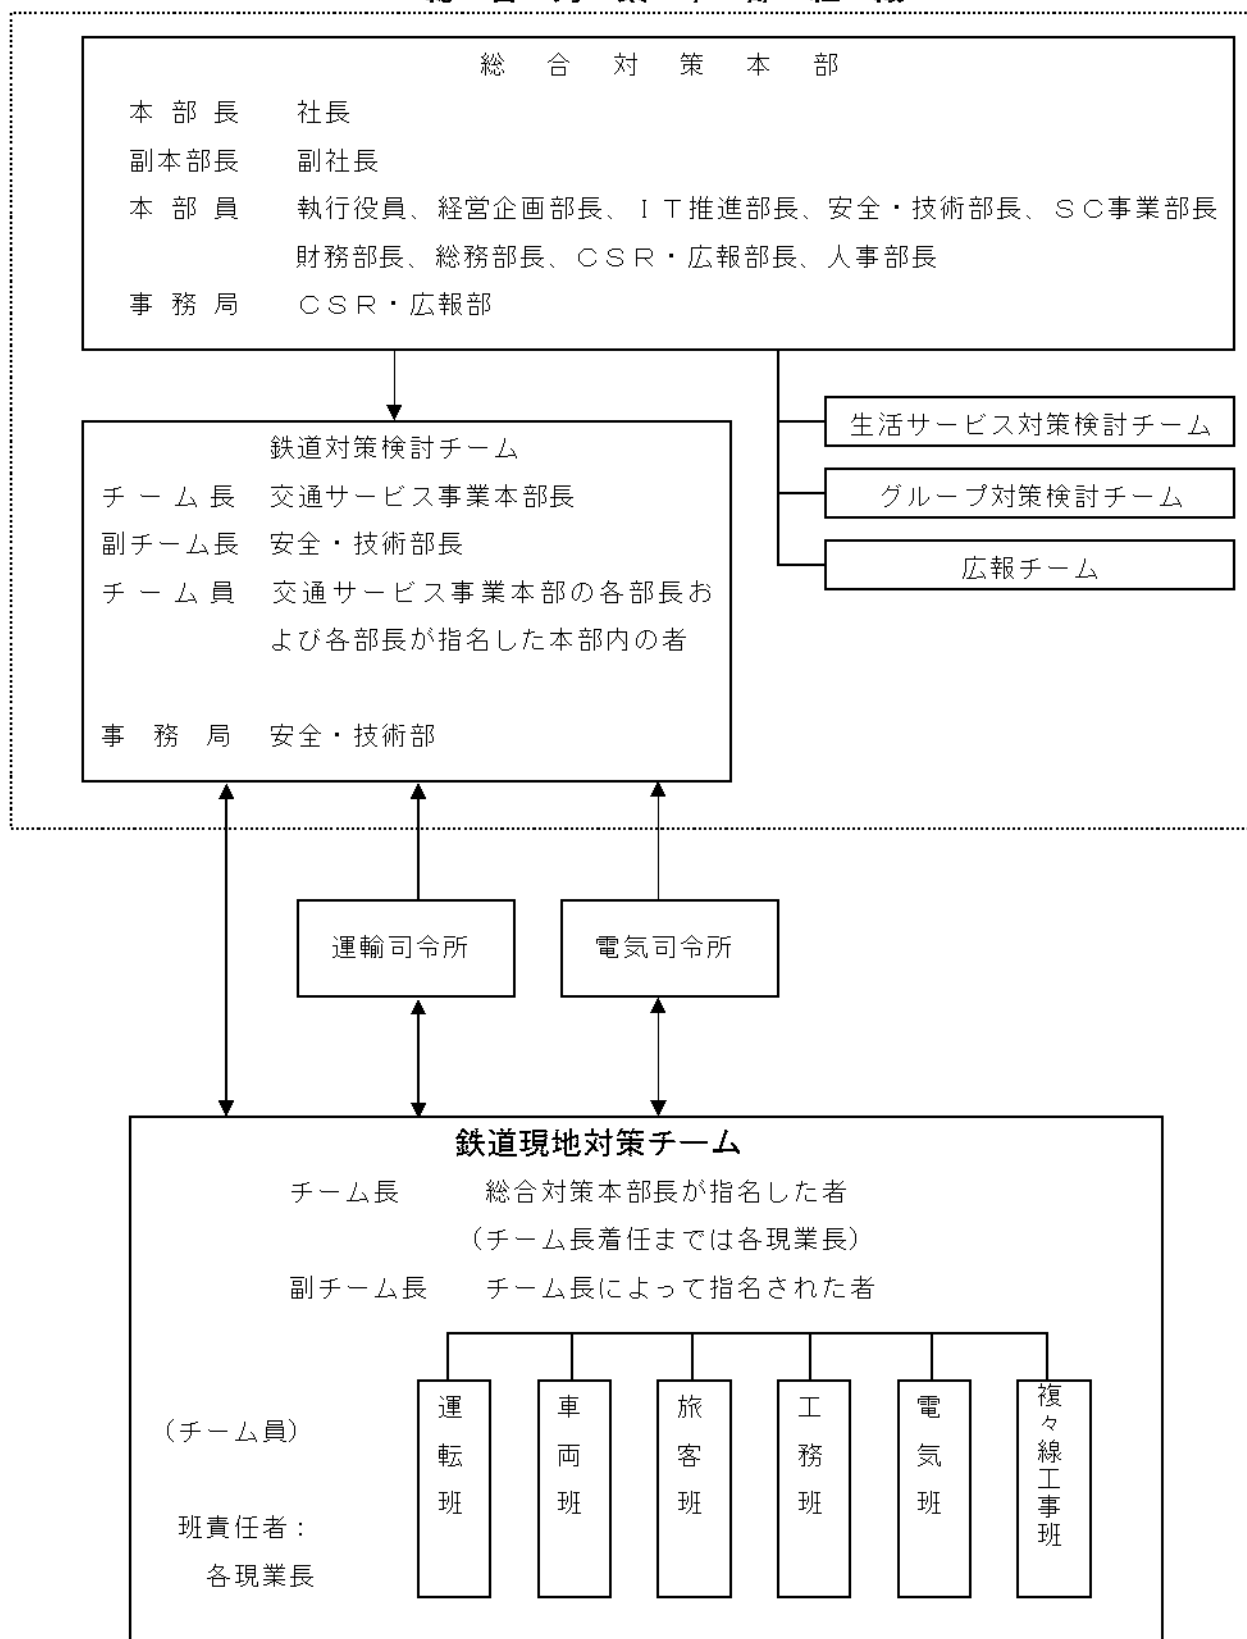 総合対策本部
本部長 社長
副本部長 副社長
本部員 執行役員、経営企画部長、ＩＴ推進部長、安全・技術部長、ＳＣ事業部長
財務部長、総務部長、ＣＳＲ・広報部長、人事部長
事務局 ＣＳＲ・広報部
生活サービス対策検討チーム
グループ対策検討チーム
広報チーム
鉄道対策検討チーム
チーム長 交通サービス事業本部長
副チーム長 安全・技術部長
チーム員 交通サービス事業本部の各部長お
よび各部長が指名した本部内の者
事務局 安全・技術部
運輸司令所
電気司令所
鉄道現地対策チーム
チーム長 総合対策本部長が指名した者
（チーム長着任までは各現業長）
副チーム長 チーム長によって指名された者
（チーム員）
班責任者：
各現業長
運転班
車両班
旅客班
工務班
電気班
複々線工事班